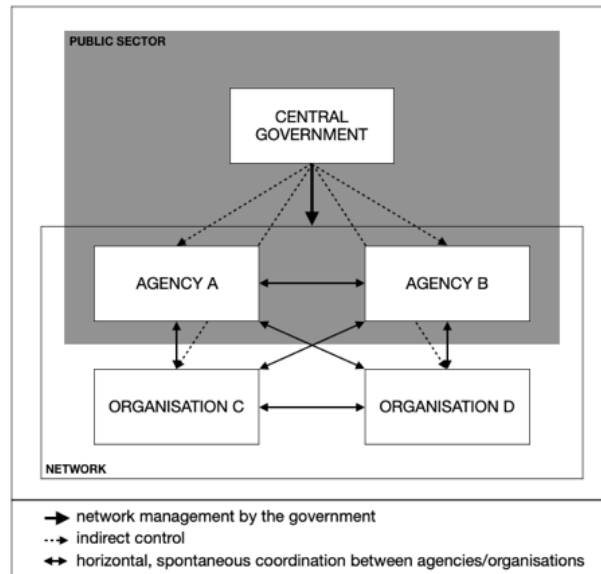 PUBLIC SECTOR
CENTRAL
GOVERNMENT
AGENCY A
AGENCY B
ORGANISATION C
ORGANISATION D
NETWORK
network management by the government
indirect control
horizontal, spontaneous coordination between agencies/organisations